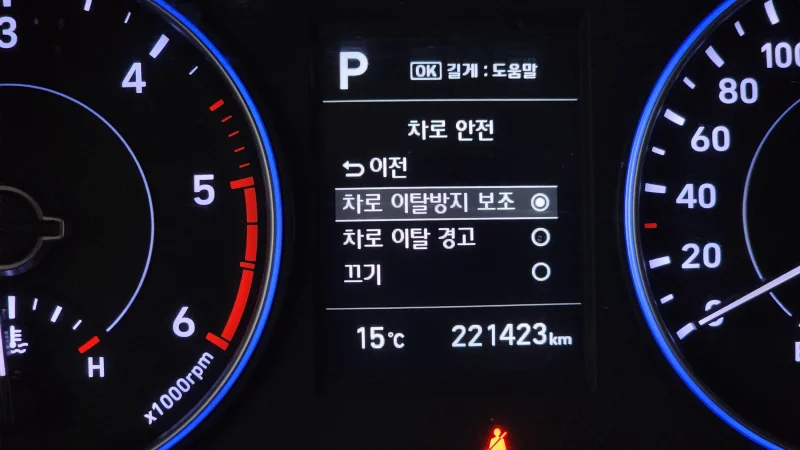 P
OK 길게 : 도움말
차로 안전
이전
차로 이탈방지 보조
차로 이탈 경고
끄기
15℃ 221423km
3
4
5
6
x1000rpm
H
100
80
60
40
20
0